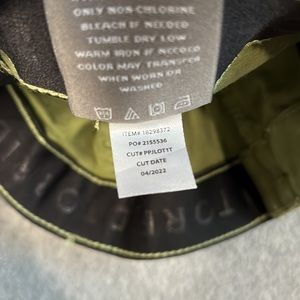 ONLY NON-CHLORINE
BLEACH IF NEEDED
TUMBLE DRY LOW
WARM IRON IF NEEDED
COLOR MAY TRANSFER
WHEN WORN OR
WASHED
ITEM# 18298372
PO# 2155536
CUT# PPJLOT1T
CUT DATE
04/2022